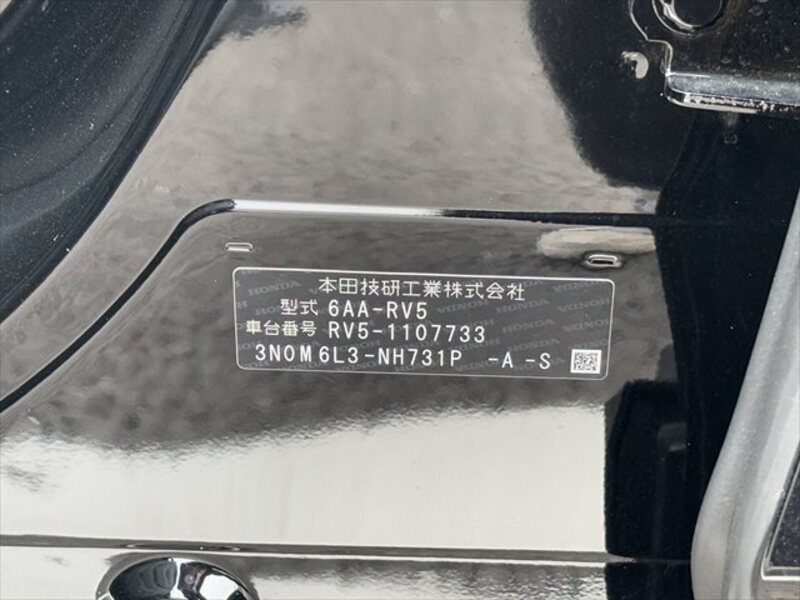 本田技研工業株式会社
型式 6AA-RV5
車台番号 RV5-1107733
3N0M6L3-NH731P -A-S